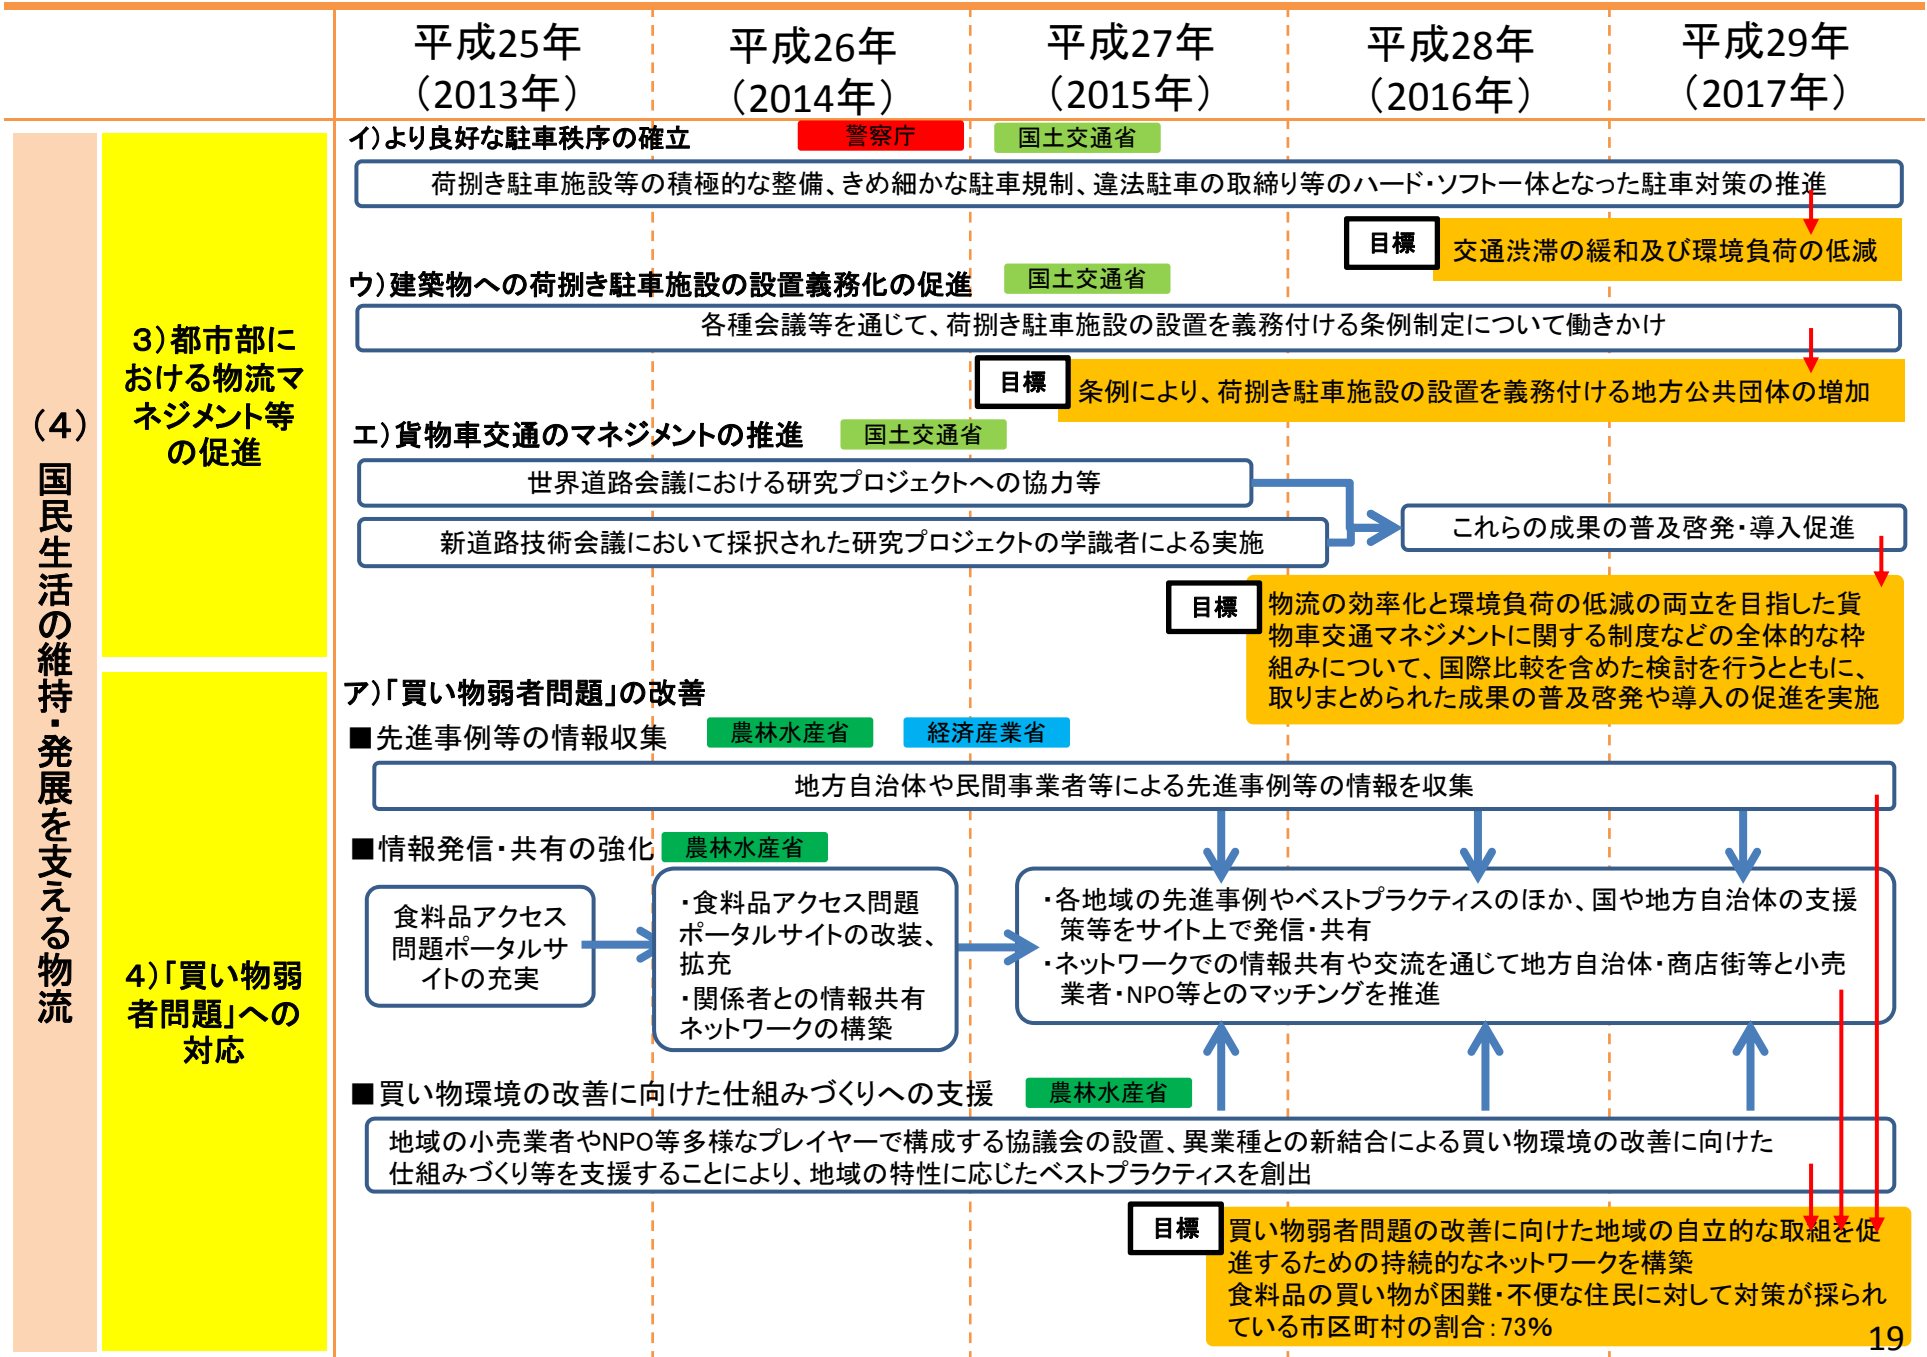 平成25年
(2013年)
平成26年
(2014年)
平成27年
(2015年)
平成28年
(2016年)
平成29年
(2017年)
(4) 国民生活の維持・発展を支える物流
3)都市部に
おける物流マ
ネジメント等
の促進
イ)より良好な駐車秩序の確立
警察庁
国土交通省
荷捌き駐車施設等の積極的な整備、きめ細かな駐車規制、違法駐車の取締り等のハード・ソフト一体となった駐車対策の推進
目標
交通渋滞の緩和及び環境負荷の低減
ウ)建築物への荷捌き駐車施設の設置義務化の促進
国土交通省
各種会議等を通じて、荷捌き駐車施設の設置を義務付ける条例制定について働きかけ
目標
条例により、荷捌き駐車施設の設置を義務付ける地方公共団体の増加
エ)貨物車交通のマネジメントの推進
国土交通省
世界道路会議における研究プロジェクトへの協力等
新道路技術会議において採択された研究プロジェクトの学識者による実施
これらの成果の普及啓発・導入促進
目標
物流の効率化と環境負荷の低減の両立を目指した貨
物車交通マネジメントに関する制度などの全体的な枠
組みについて、国際比較を含めた検討を行うとともに、
取りまとめられた成果の普及啓発や導入の促進を実施
4)「買い物弱
者問題」への
対応
ア)「買い物弱者問題」の改善
■先進事例等の情報収集
農林水産省
経済産業省
地方自治体や民間事業者等による先進事例等の情報を収集
■情報発信・共有の強化
農林水産省
食料品アクセス
問題ポータルサ
イトの充実
・食料品アクセス問題
ポータルサイトの改装、
拡充
・関係者との情報共有
ネットワークの構築
・各地域の先進事例やベストプラクティスのほか、国や地方自治体の支援
策等をサイト上で発信・共有
・ネットワークでの情報共有や交流を通じて地方自治体・商店街等と小売
業者・NPO等とのマッチングを推進
■買い物環境の改善に向けた仕組みづくりへの支援
農林水産省
地域の小売業者やNPO等多様なプレイヤーで構成する協議会の設置、異業種との新結合による買い物環境の改善に向けた
仕組みづくり等を支援することにより、地域の特性に応じたベストプラクティスを創出
目標
買い物弱者問題の改善に向けた地域の自立的な取組を促
進するための持続的なネットワークを構築
食料品の買い物が困難・不便な住民に対して対策が採られ
ている市区町村の割合:73%
19